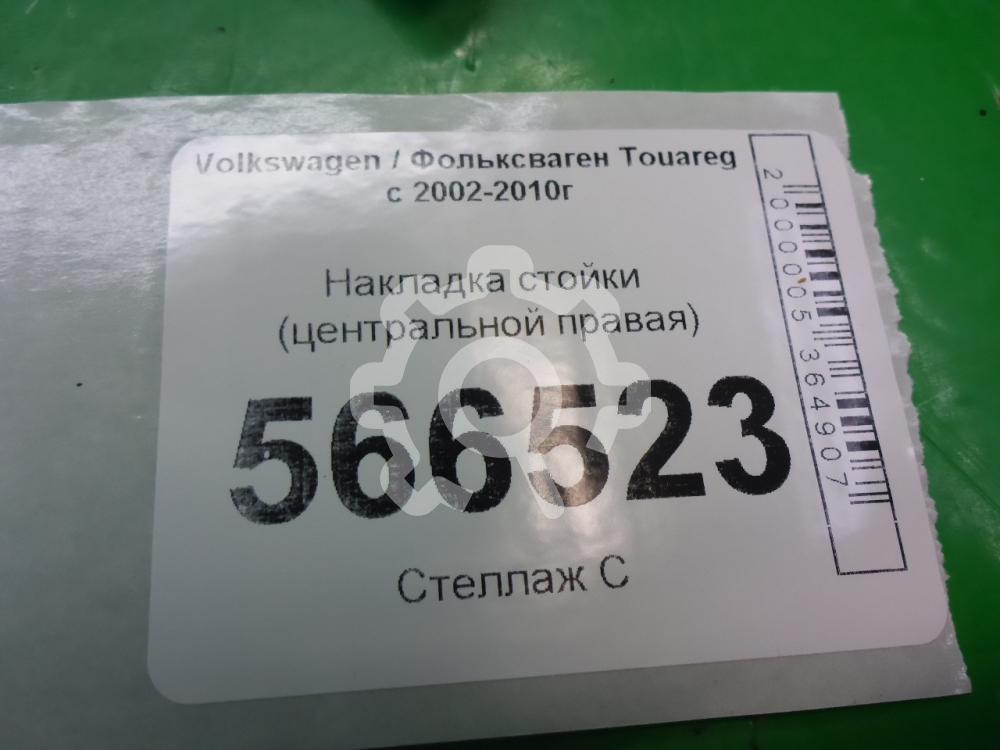 Volkswagen / Фольксваген Touareg
с 2002-2010г
Накладка стойки
(центральной правая)
566523
Стеллаж С
2000005364907